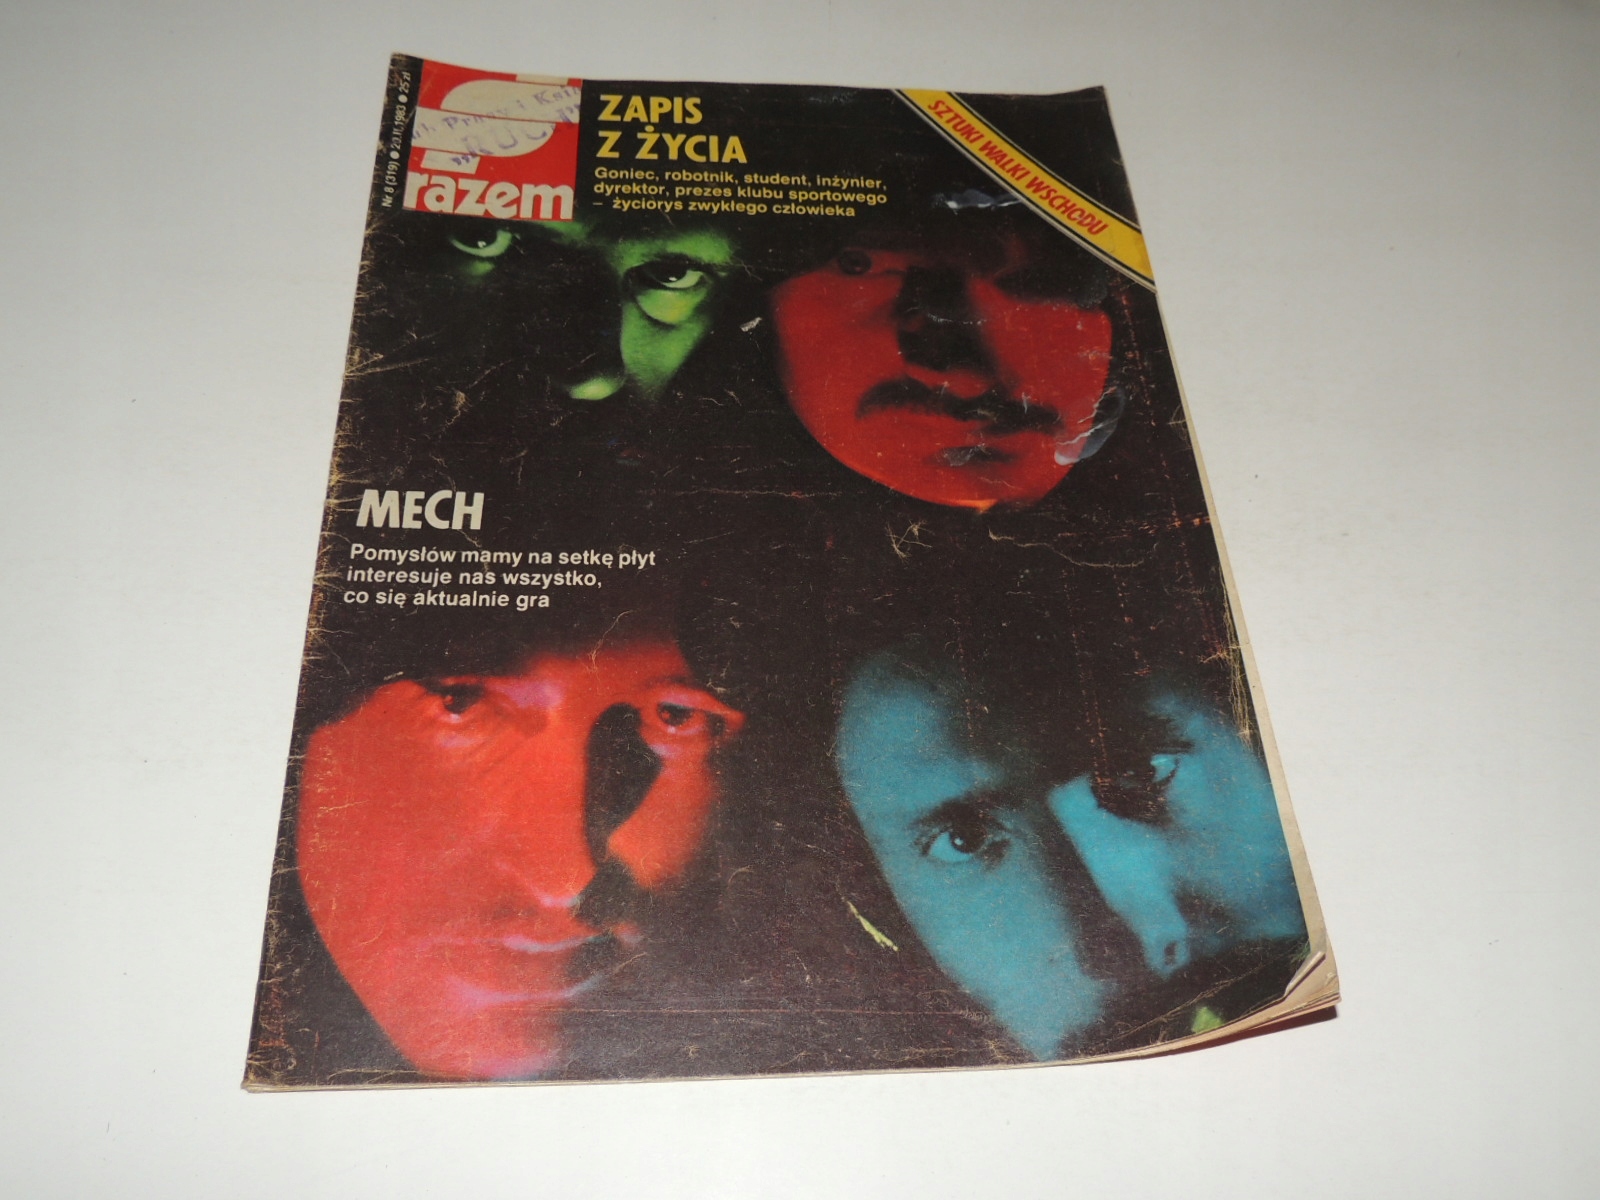 Nr 8 (319) ● 20.II.1983 ● 25 zł
razem
ZAPIS
Z ŻYCIA
Goniec, robotnik, student, inżynier,
dyrektor, prezes klubu sportowego
– życiorys zwykłego człowieka
SZTUKI WALKI WSCHODU
MECH
Pomysłów mamy na setkę płyt
interesuje nas wszystko,
co się aktualnie gra